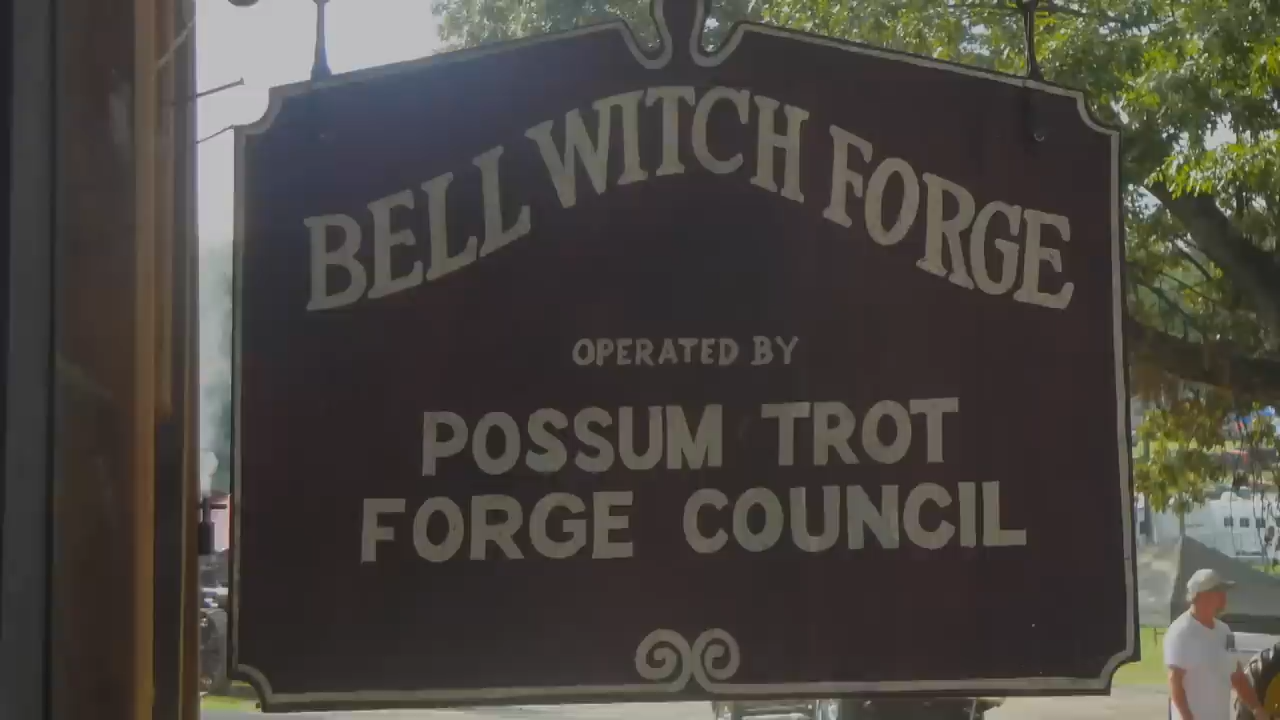 BELL WITCH FORGE
OPERATED BY
POSSUM TROT
FORGE COUNCIL